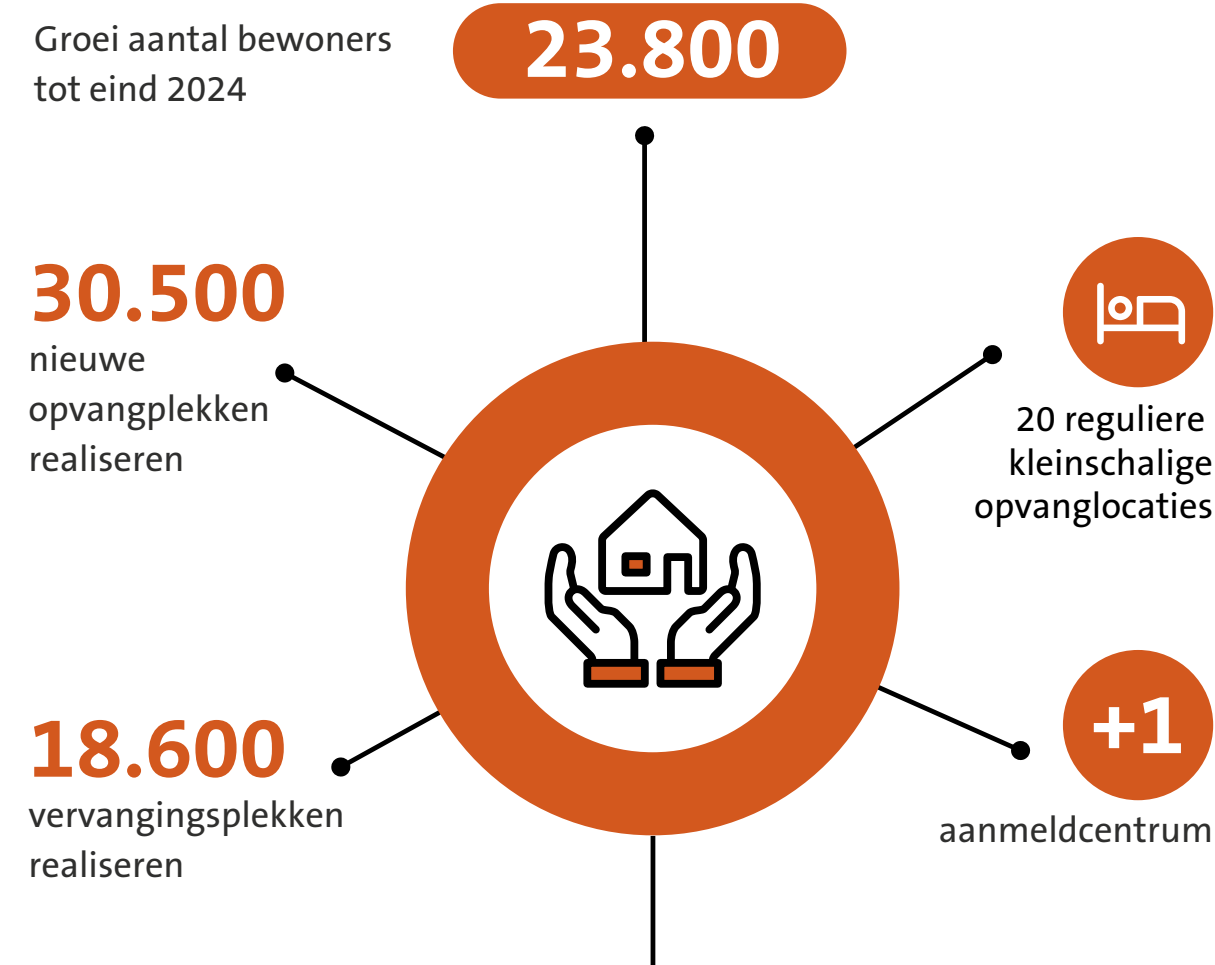 Groei aantal bewoners
tot eind 2024
23.800
30.500
nieuwe
opvangplekken
realiseren
20 reguliere
kleinschalige
opvanglocaties
18.600
vervangingsplekken
realiseren
+1
aanmeldcentrum